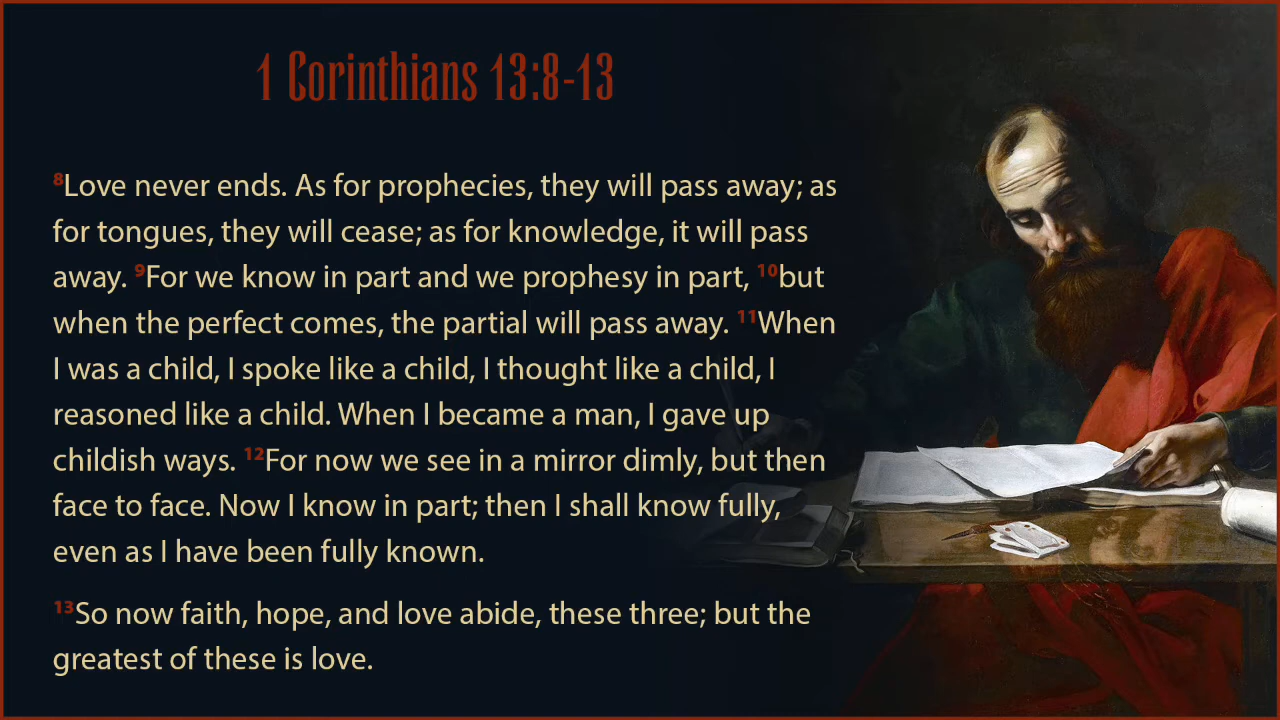 1 Corinthians 13:8-13
8Love never ends. As for prophecies, they will pass away; as
for tongues, they will cease; as for knowledge, it will pass
away. 9For we know in part and we prophesy in part, 10but
when the perfect comes, the partial will pass away. 11When
I was a child, I spoke like a child, I thought like a child, I
reasoned like a child. When I became a man, I gave up
childish ways. 12For now we see in a mirror dimly, but then
face to face. Now I know in part; then I shall know fully,
even as I have been fully known.
13So now faith, hope, and love abide, these three; but the
greatest of these is love.